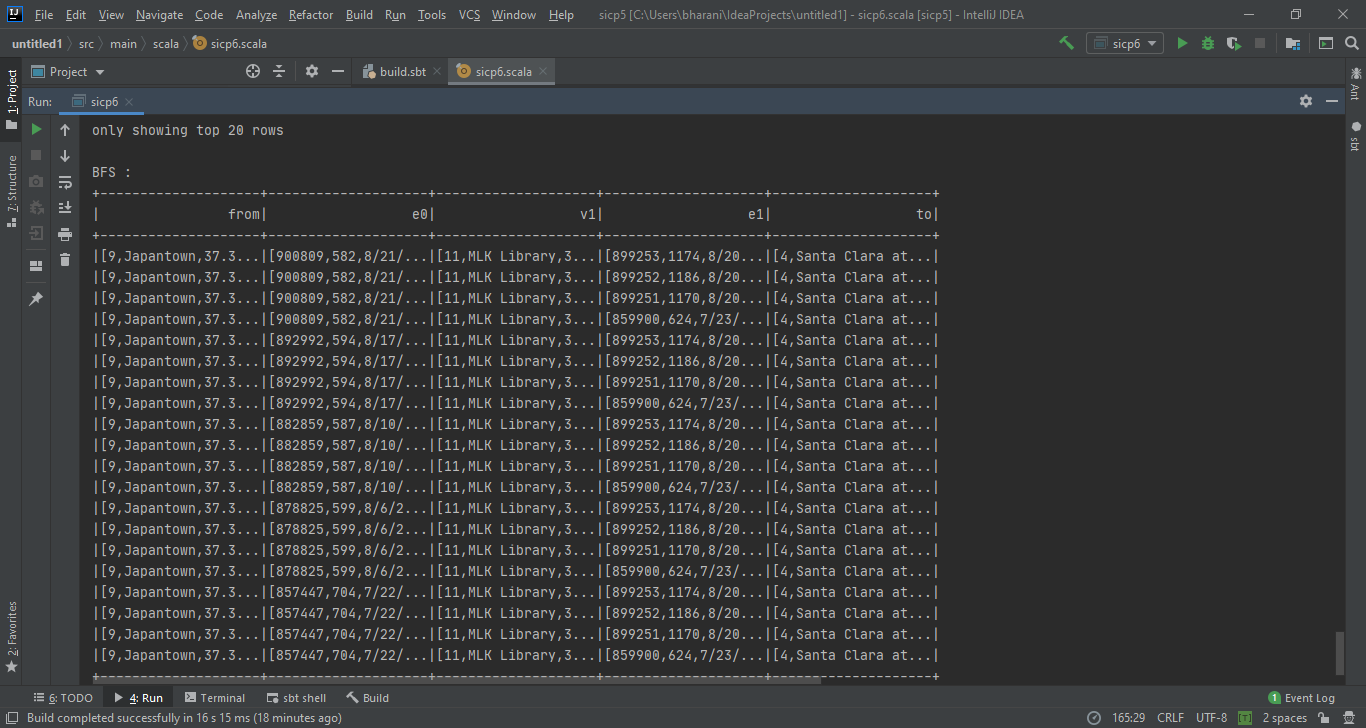 File Edit View Navigate Code Analyze Refactor Build Run Tools VCS Window Help sicp5 [C:\Users\bharani\IdeaProjects\untitled1] - sicp6.scala [sicp5] - IntelliJ IDEA
untitled1 src main scala sicp6.scala sicp6
Project build.sbt sicp6.scala
1: Project
7: Structure
2: Favorites
Ant
sbt
Run: sicp6
only showing top 20 rows
BFS :
+--------------------+--------------------+--------------------+--------------------+--------------------+
| from| e0| v1| e1| to|
+--------------------+--------------------+--------------------+--------------------+--------------------+
|[9,Japantown,37.3...|[900809,582,8/21/...|[11,MLK Library,3...|[899253,1174,8/20...|[4,Santa Clara at...|
|[9,Japantown,37.3...|[900809,582,8/21/...|[11,MLK Library,3...|[899252,1186,8/20...|[4,Santa Clara at...|
|[9,Japantown,37.3...|[900809,582,8/21/...|[11,MLK Library,3...|[899251,1170,8/20...|[4,Santa Clara at...|
|[9,Japantown,37.3...|[900809,582,8/21/...|[11,MLK Library,3...|[859900,624,7/23/...|[4,Santa Clara at...|
|[9,Japantown,37.3...|[892992,594,8/17/...|[11,MLK Library,3...|[899253,1174,8/20...|[4,Santa Clara at...|
|[9,Japantown,37.3...|[892992,594,8/17/...|[11,MLK Library,3...|[899252,1186,8/20...|[4,Santa Clara at...|
|[9,Japantown,37.3...|[892992,594,8/17/...|[11,MLK Library,3...|[899251,1170,8/20...|[4,Santa Clara at...|
|[9,Japantown,37.3...|[892992,594,8/17/...|[11,MLK Library,3...|[859900,624,7/23/...|[4,Santa Clara at...|
|[9,Japantown,37.3...|[882859,587,8/10/...|[11,MLK Library,3...|[899253,1174,8/20...|[4,Santa Clara at...|
|[9,Japantown,37.3...|[882859,587,8/10/...|[11,MLK Library,3...|[899252,1186,8/20...|[4,Santa Clara at...|
|[9,Japantown,37.3...|[882859,587,8/10/...|[11,MLK Library,3...|[899251,1170,8/20...|[4,Santa Clara at...|
|[9,Japantown,37.3...|[882859,587,8/10/...|[11,MLK Library,3...|[859900,624,7/23/...|[4,Santa Clara at...|
|[9,Japantown,37.3...|[878825,599,8/6/2...|[11,MLK Library,3...|[899253,1174,8/20...|[4,Santa Clara at...|
|[9,Japantown,37.3...|[878825,599,8/6/2...|[11,MLK Library,3...|[899252,1186,8/20...|[4,Santa Clara at...|
|[9,Japantown,37.3...|[878825,599,8/6/2...|[11,MLK Library,3...|[899251,1170,8/20...|[4,Santa Clara at...|
|[9,Japantown,37.3...|[878825,599,8/6/2...|[11,MLK Library,3...|[859900,624,7/23/...|[4,Santa Clara at...|
|[9,Japantown,37.3...|[857447,704,7/22/...|[11,MLK Library,3...|[899253,1174,8/20...|[4,Santa Clara at...|
|[9,Japantown,37.3...|[857447,704,7/22/...|[11,MLK Library,3...|[899252,1186,8/20...|[4,Santa Clara at...|
|[9,Japantown,37.3...|[857447,704,7/22/...|[11,MLK Library,3...|[899251,1170,8/20...|[4,Santa Clara at...|
|[9,Japantown,37.3...|[857447,704,7/22/...|[11,MLK Library,3...|[859900,624,7/23/...|[4,Santa Clara at...|
+--------------------+--------------------+--------------------+--------------------+--------------------+
6: TODO 4: Run Terminal sbt shell Build 1 Event Log
Build completed successfully in 16 s 15 ms (18 minutes ago) 165:29 CRLF UTF-8 2 spaces